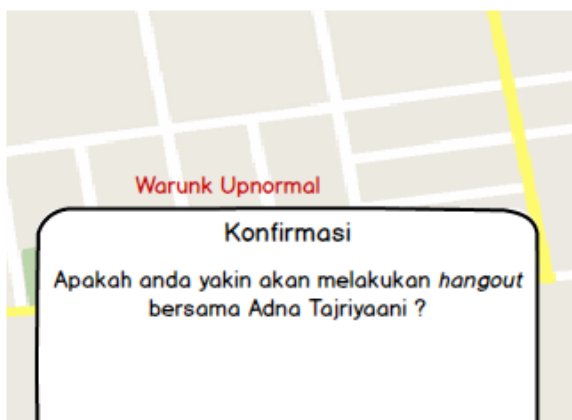 Warunk Upnormal
Konfirmasi
Apakah anda yakin akan melakukan hangout
bersama Adna Tajriyaani ?